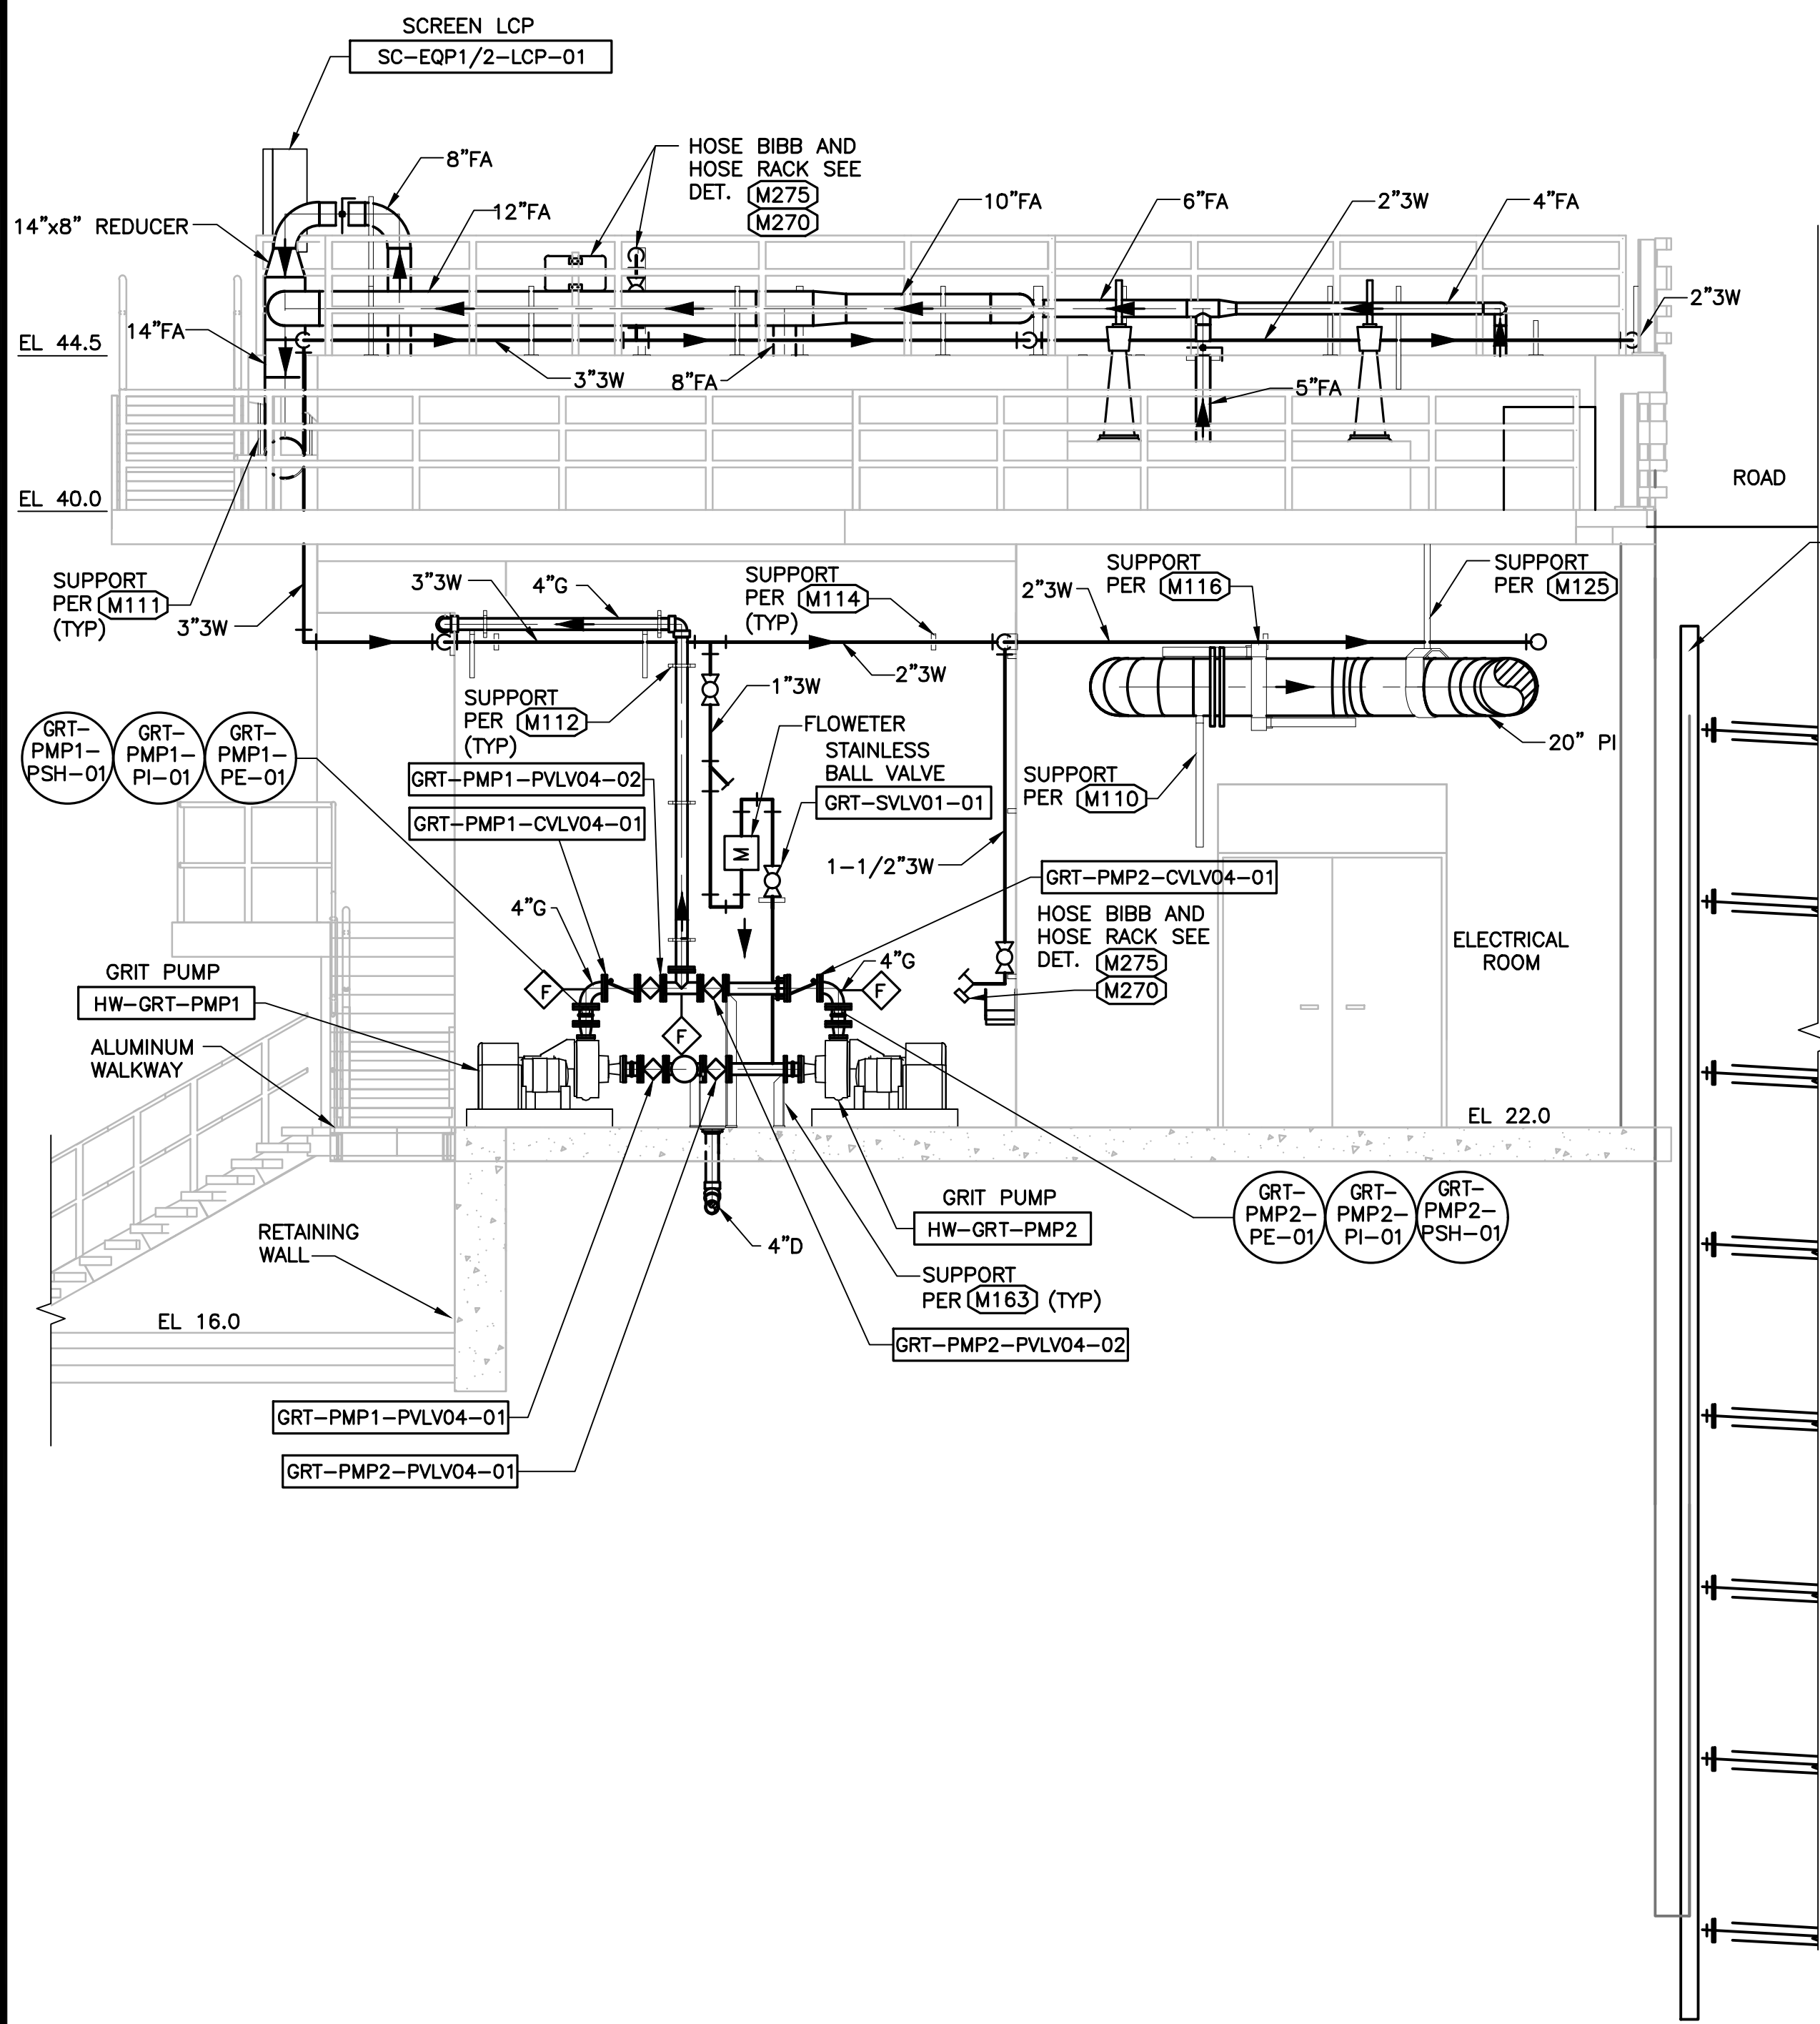 SCREEN LCP
SC-EQP1/2-LCP-01
8"FA
HOSE BIBB AND
HOSE RACK SEE
DET. M275
M270
14"x8" REDUCER
12"FA
10"FA
6"FA
2"3W
4"FA
2"3W
EL 44.5
14"FA
3"3W
8"FA
5"FA
ROAD
EL 40.0
SUPPORT
PER M111
(TYP)
3"3W
3"3W
4"G
SUPPORT
PER M114
(TYP)
2"3W
SUPPORT
PER M116
2"3W
SUPPORT
PER M125
SUPPORT
PER M112
(TYP)
1"3W
FLOWETER
STAINLESS
BALL VALVE
GRT-SVLV01-01
20" PI
SUPPORT
PER M110
GRT-
PMP1-
PSH-01
GRT-
PMP1-
PI-01
GRT-
PMP1-
PE-01
GRT-PMP1-PVLV04-02
GRT-PMP1-CVLV04-01
M
1-1/2"3W
GRT-PMP2-CVLV04-01
4"G
HOSE BIBB AND
HOSE RACK SEE
DET. M275
M270
4"G
ELECTRICAL
ROOM
GRIT PUMP
HW-GRT-PMP1
F
F
F
ALUMINUM
WALKWAY
EL 22.0
GRIT PUMP
HW-GRT-PMP2
GRT-
PMP2-
PE-01
GRT-
PMP2-
PI-01
GRT-
PMP2-
PSH-01
RETAINING
WALL
4"D
SUPPORT
PER M163 (TYP)
EL 16.0
GRT-PMP2-PVLV04-02
GRT-PMP1-PVLV04-01
GRT-PMP2-PVLV04-01